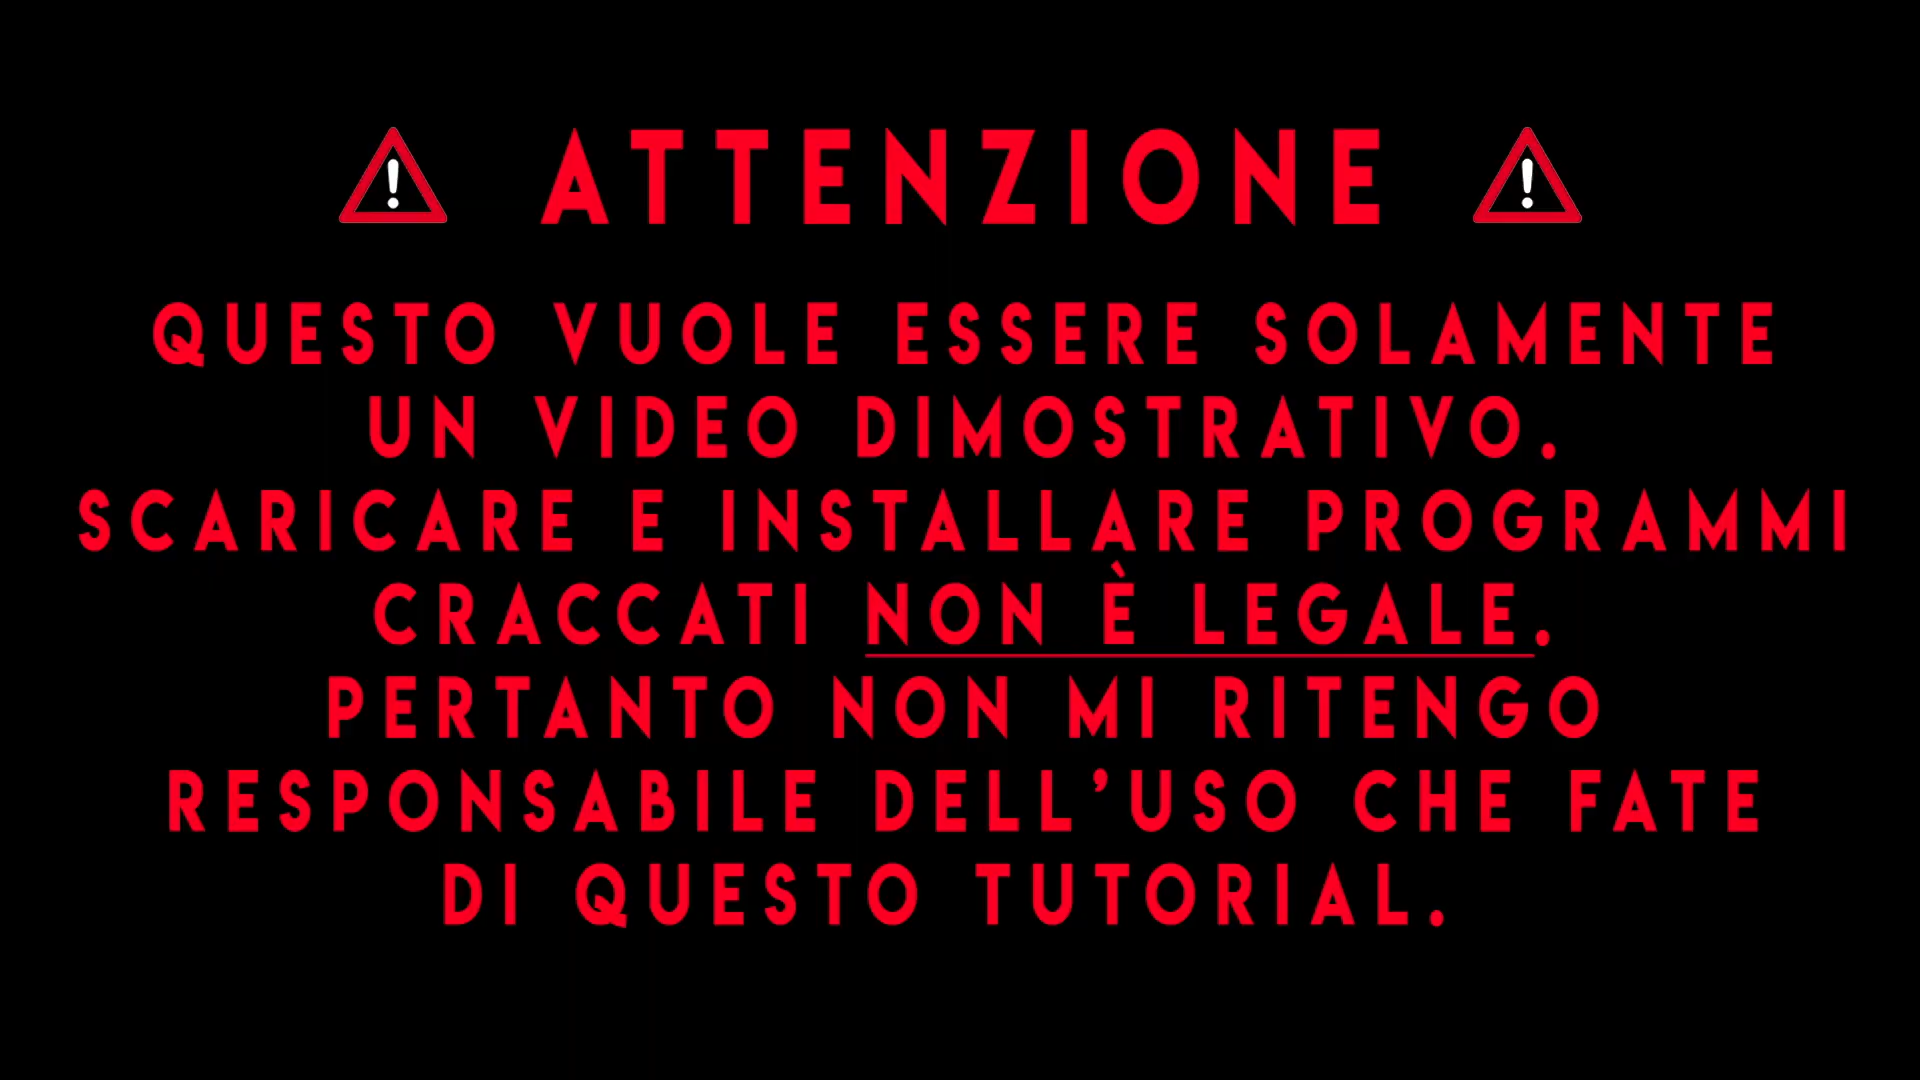 ATTENZIONE
QUESTO VUOLE ESSERE SOLAMENTE
UN VIDEO DIMOSTRATIVO.
SCARICARE E INSTALLARE PROGRAMMI
CRACCATI NON È LEGALE.
PERTANTO NON MI RITENGO
RESPONSABILE DELL’USO CHE FATE
DI QUESTO TUTORIAL.